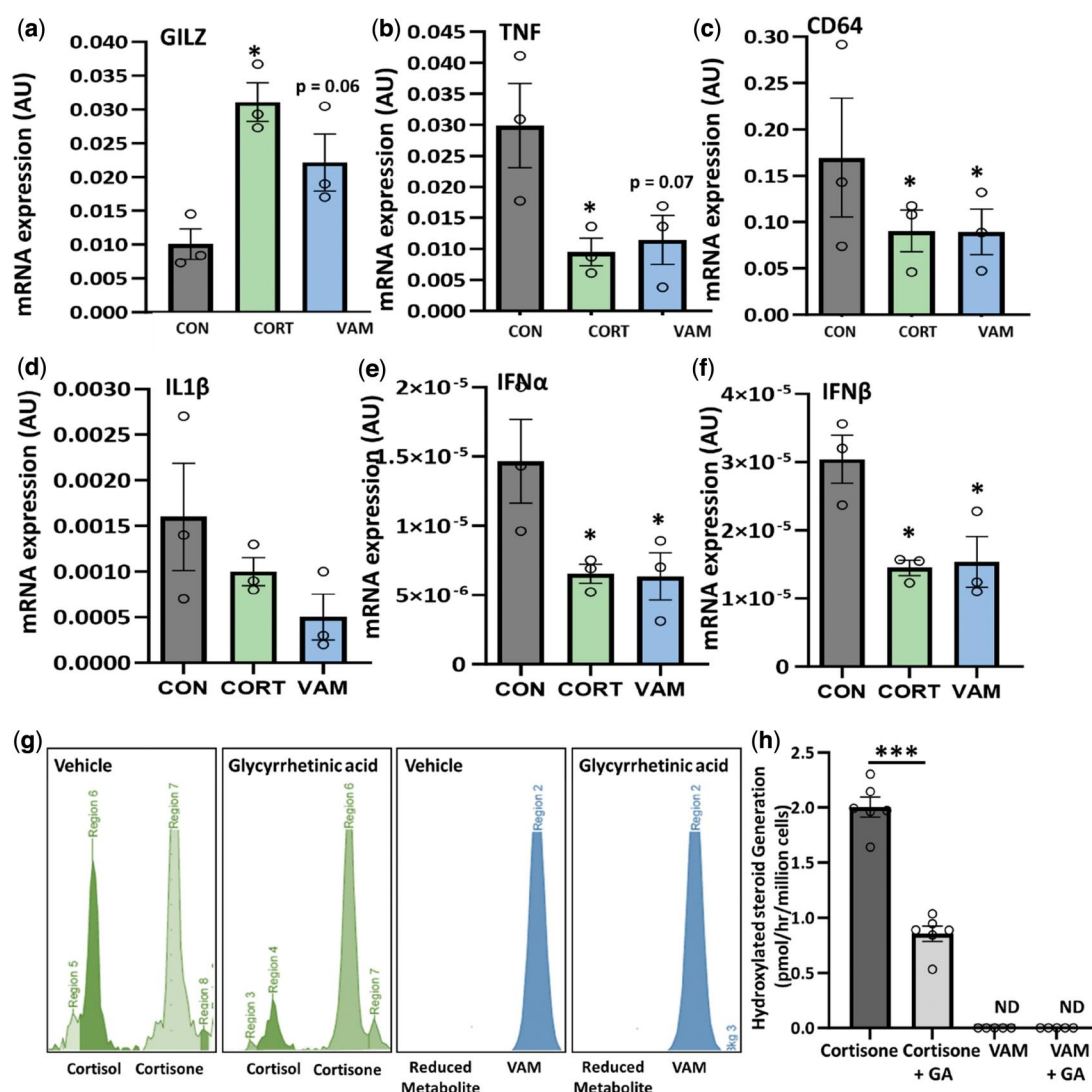 (a)
GILZ
mRNA expression (AU)
0.040
0.035
0.030
0.025
0.020
0.015
0.010
0.005
0.000
*
p = 0.06
CON CORT VAM
(b)
TNF
mRNA expression (AU)
0.045
0.040
0.035
0.030
0.025
0.020
0.015
0.010
0.005
0.000
*
p = 0.07
CON CORT VAM
(c)
CD64
mRNA expression (AU)
0.30
0.25
0.20
0.15
0.10
0.05
0.00
*
*
CON CORT VAM
(d)
IL1β
mRNA expression (AU)
0.0030
0.0025
0.0020
0.0015
0.0010
0.0005
0.0000
CON CORT VAM
(e)
IFNα
mRNA expression (AU)
2×10-5
1.5×10-5
1×10-5
5×10-6
0
*
*
CON CORT VAM
(f)
IFNβ
mRNA expression (AU)
4×10-5
3×10-5
2×10-5
1×10-5
0
*
*
CON CORT VAM
(g)
Vehicle
Region 5
Region 6
Region 7
Region 8
Cortisol Cortisone
Glycyrrhetinic acid
Region 3
Region 4
Region 6
Region 7
Cortisol Cortisone
Vehicle
Region 2
Reduced
Metabolite
VAM
Glycyrrhetinic acid
Region 2
3kg 3
Reduced
Metabolite
VAM
(h)
Hydroxylated steroid Generation
(pmol/hr/million cells)
2.5
2.0
1.5
1.0
0.5
0.0
***
ND
ND
Cortisone
Cortisone
+ GA
VAM
VAM
+ GA